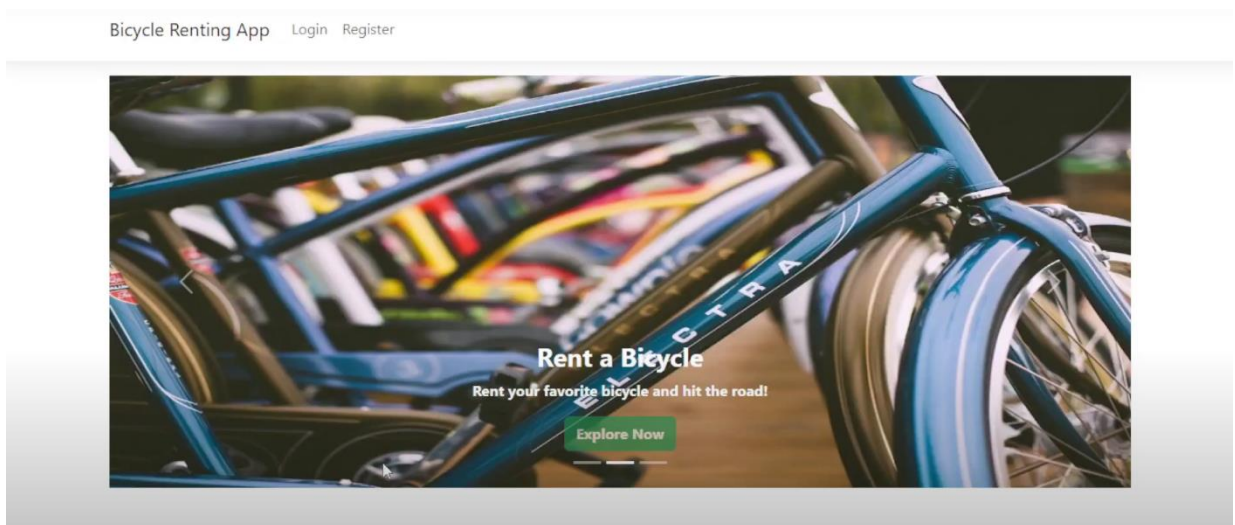 Bicycle Renting App Login Register
ELECTRA
Rent a Bicycle
Rent your favorite bicycle and hit the road!
Explore Now